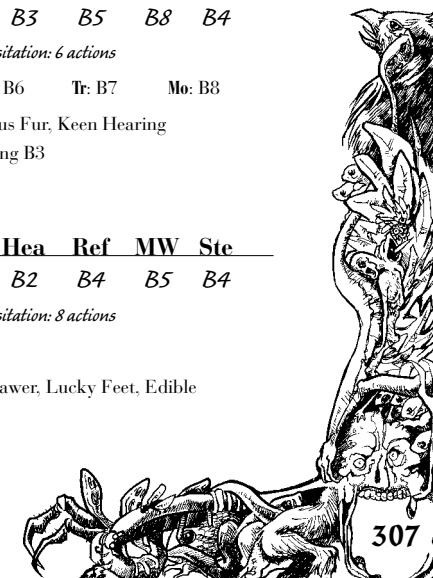 B3 B5 B8 B4
sitation: 6 actions
B6 Tr: B7 Mo: B8
us Fur, Keen Hearing
ng B3
Hea Ref MW Ste
B2 B4 B5 B4
sitation: 8 actions
awer, Lucky Feet, Edible
307